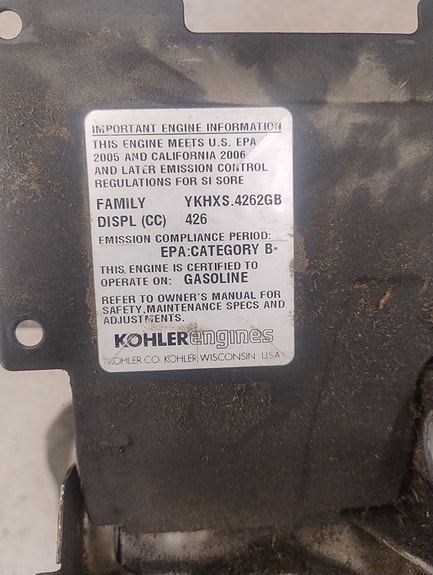 IMPORTANT ENGINE INFORMATION
THIS ENGINE MEETS U.S. EPA
2005 AND CALIFORNIA 2006
AND LATER EMISSION CONTROL
REGULATIONS FOR SI SORE
FAMILY YKHXS.4262GB
DISPL (CC) 426
EMISSION COMPLIANCE PERIOD:
EPA:CATEGORY B
THIS ENGINE IS CERTIFIED TO
OPERATE ON: GASOLINE
REFER TO OWNER'S MANUAL FOR
SAFETY, MAINTENANCE SPECS AND
ADJUSTMENTS.
KOHLERengines
KOHLER CO. KOHLER, WISCONSIN USA